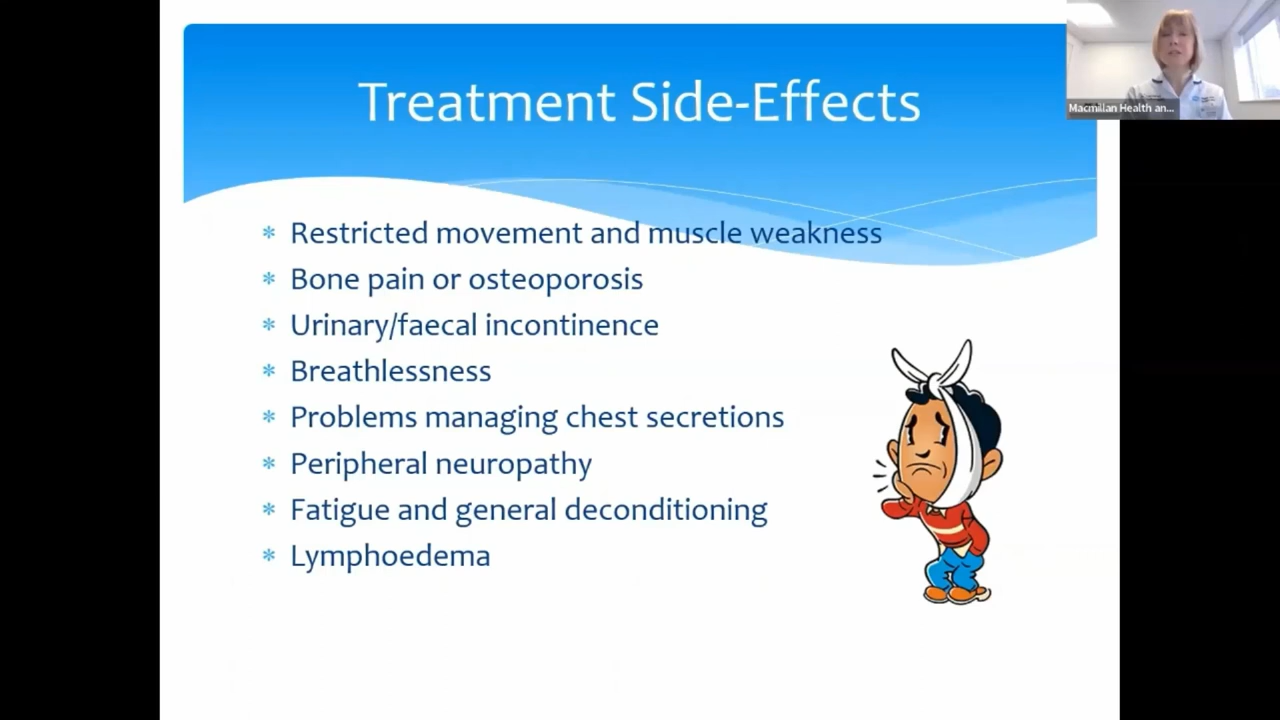 Treatment Side-Effects
Macmillan Health an...
* Restricted movement and muscle weakness
* Bone pain or osteoporosis
* Urinary/faecal incontinence
* Breathlessness
* Problems managing chest secretions
* Peripheral neuropathy
* Fatigue and general deconditioning
* Lymphoedema